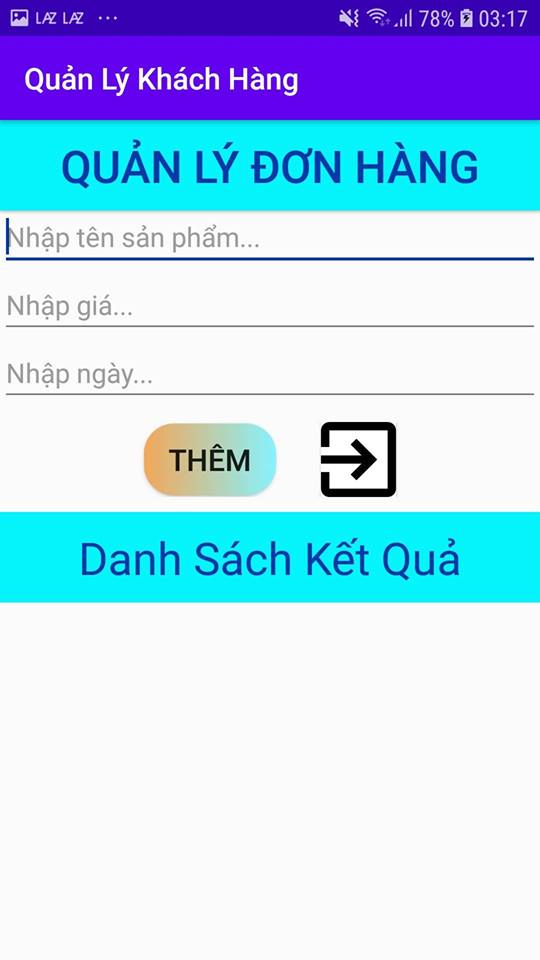 LAZ LAZ ... 78% 03:17
Quản Lý Khách Hàng
QUẢN LÝ ĐƠN HÀNG
Nhập tên sản phẩm...
Nhập giá...
Nhập ngày...
THÊM
Danh Sách Kết Quả